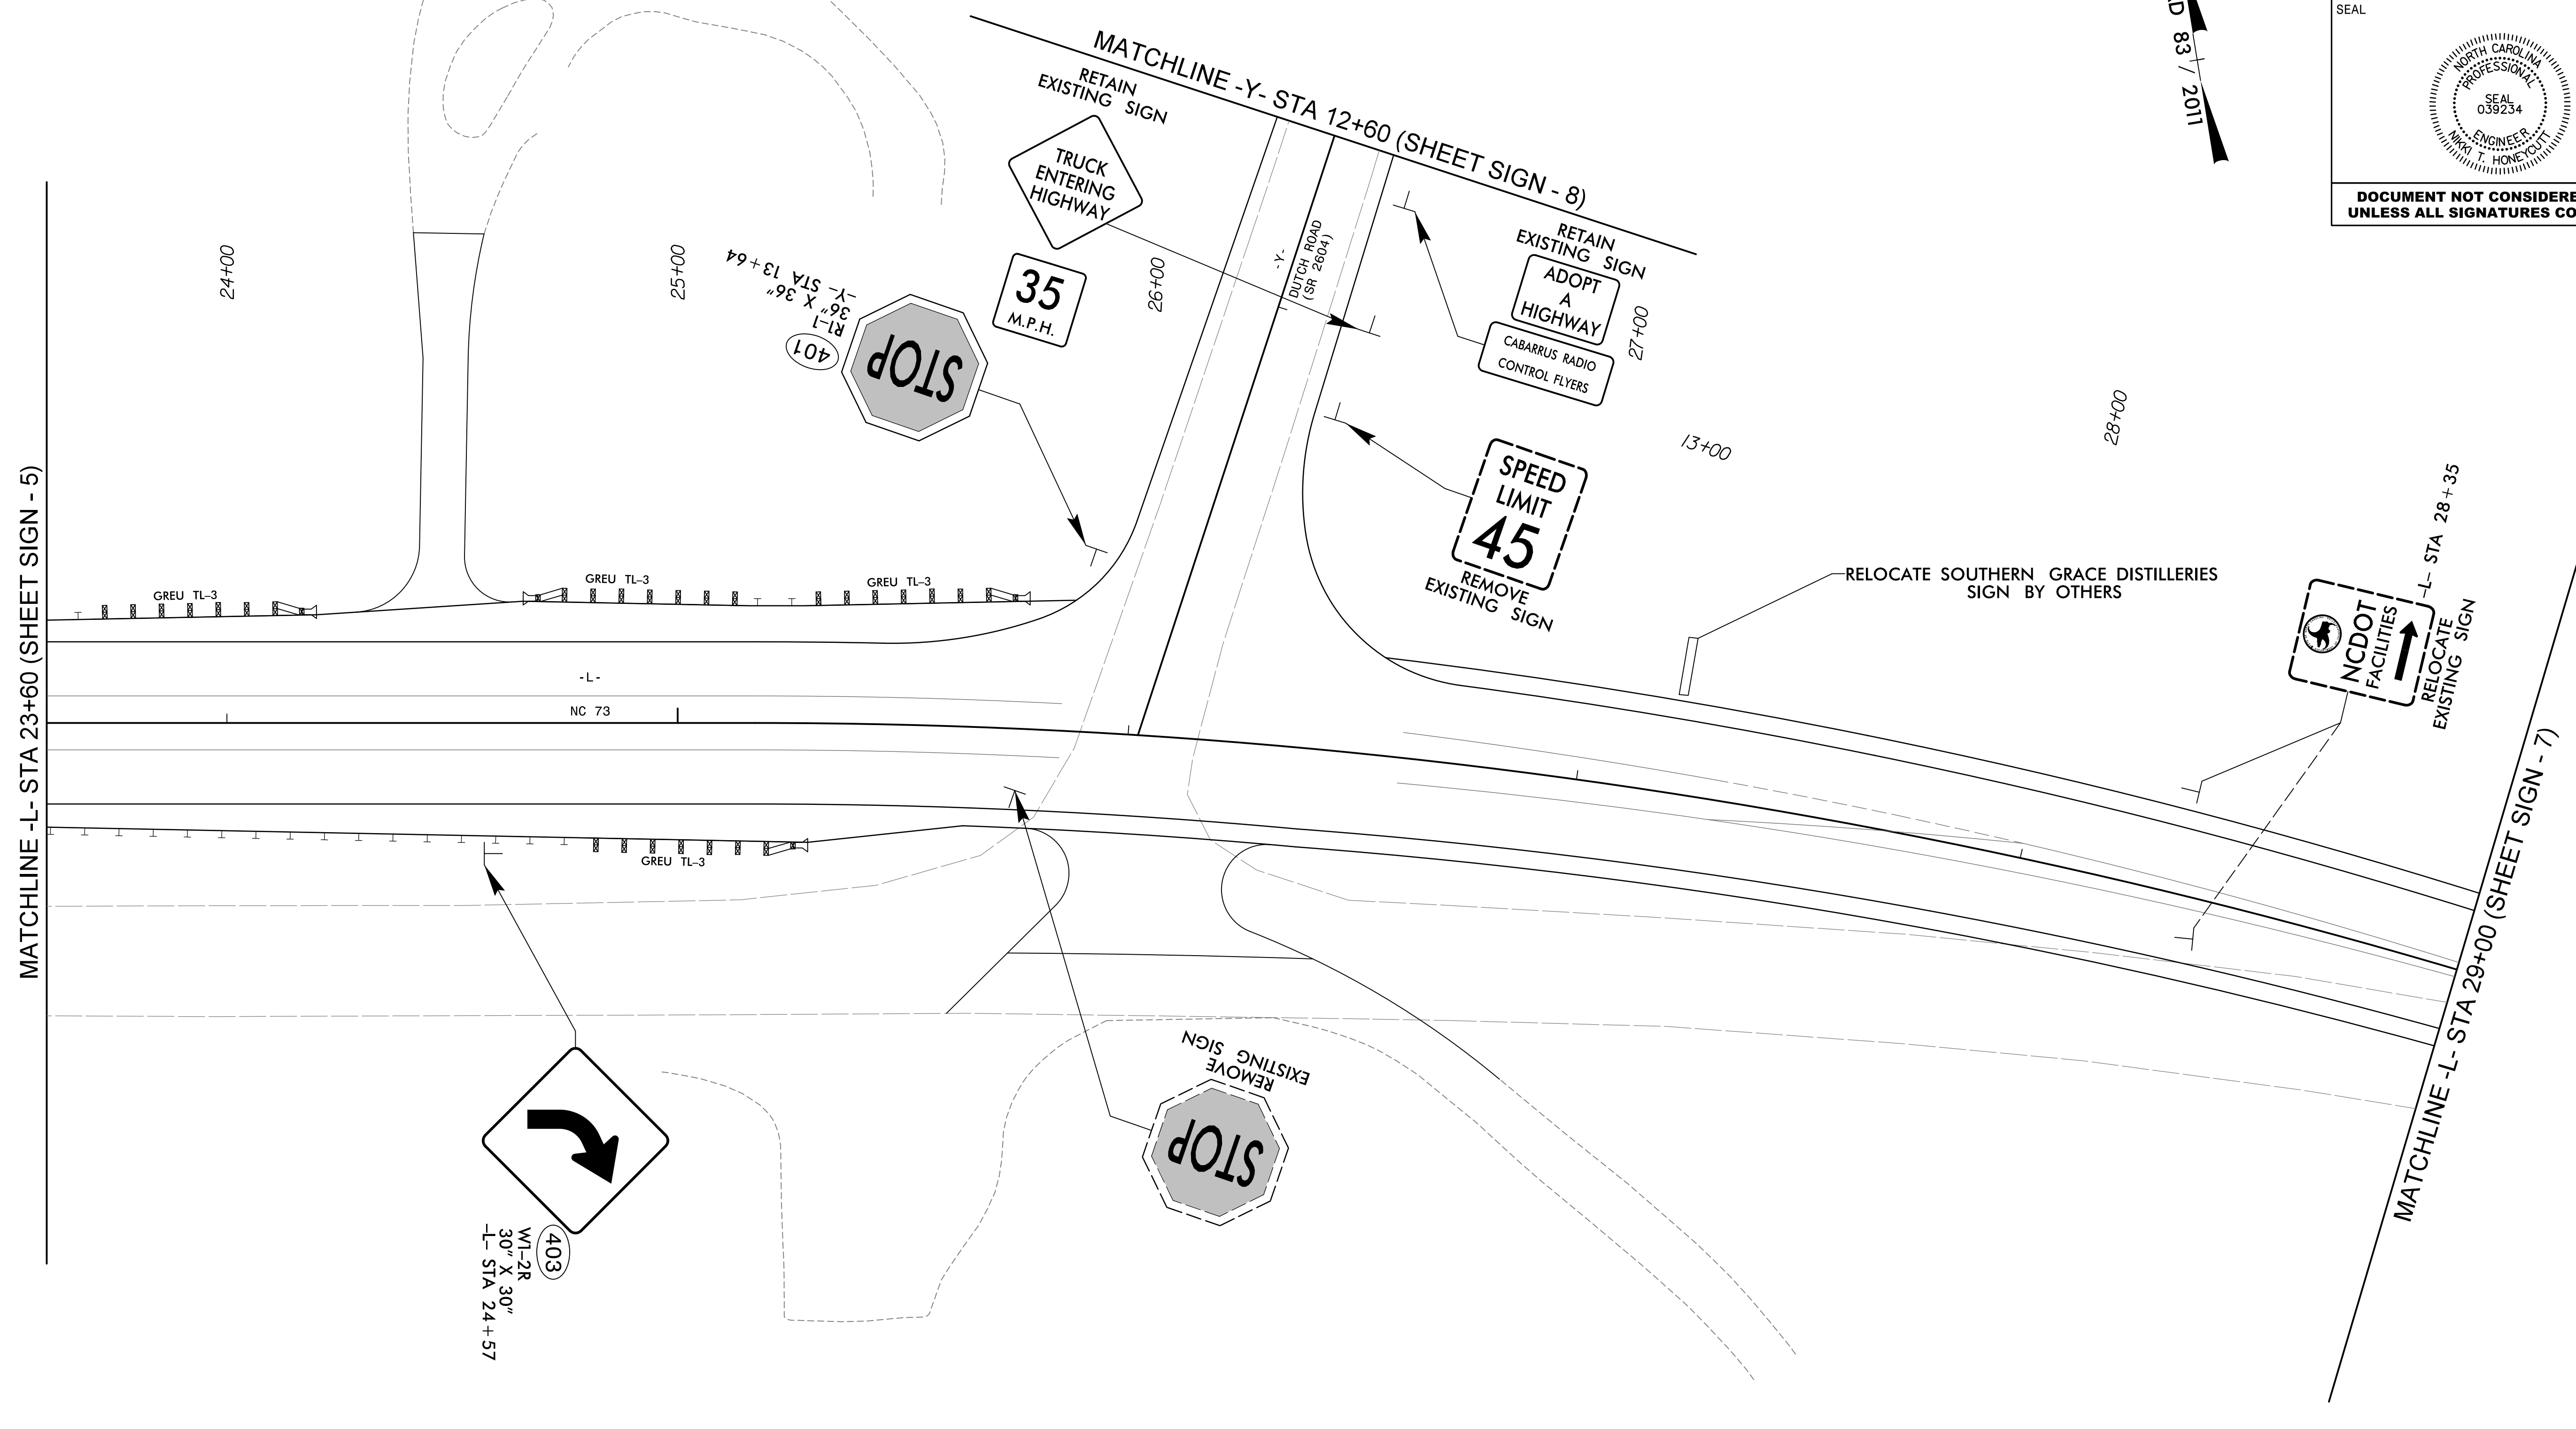 MATCHLINE -Y- STA 12+60 (SHEET SIGN - 8)
RETAIN
EXISTING SIGN
TRUCK
ENTERING
HIGHWAY
35
M.P.H.
-Y- STA 13+64
36" X 36"
R1-1
401
STOP
24+00
25+00
26+00
27+00
28+00
13+00
-Y-
DUTCH ROAD
(SR 2604)
RETAIN
EXISTING SIGN
ADOPT
A
HIGHWAY
CABARRUS RADIO
CONTROL FLYERS
SPEED
LIMIT
45
REMOVE
EXISTING SIGN
83 / 2011
SEAL
NORTH CAROLINA
PROFESSIONAL
SEAL
039234
ENGINEER
NIKKI T. HONEYCUTT
DOCUMENT NOT CONSIDERE
UNLESS ALL SIGNATURES CO
RELOCATE SOUTHERN GRACE DISTILLERIES
SIGN BY OTHERS
-L- STA 28+35
NCDOT
FACILITIES
RELOCATE
EXISTING SIGN
MATCHLINE -L- STA 23+60 (SHEET SIGN - 5)
GREU TL-3
GREU TL-3
GREU TL-3
-L-
NC 73
GREU TL-3
403
W1-2R
30" X 30"
-L- STA 24+57
REMOVE
EXISTING SIGN
STOP
MATCHLINE -L- STA 29+00 (SHEET SIGN - 7)